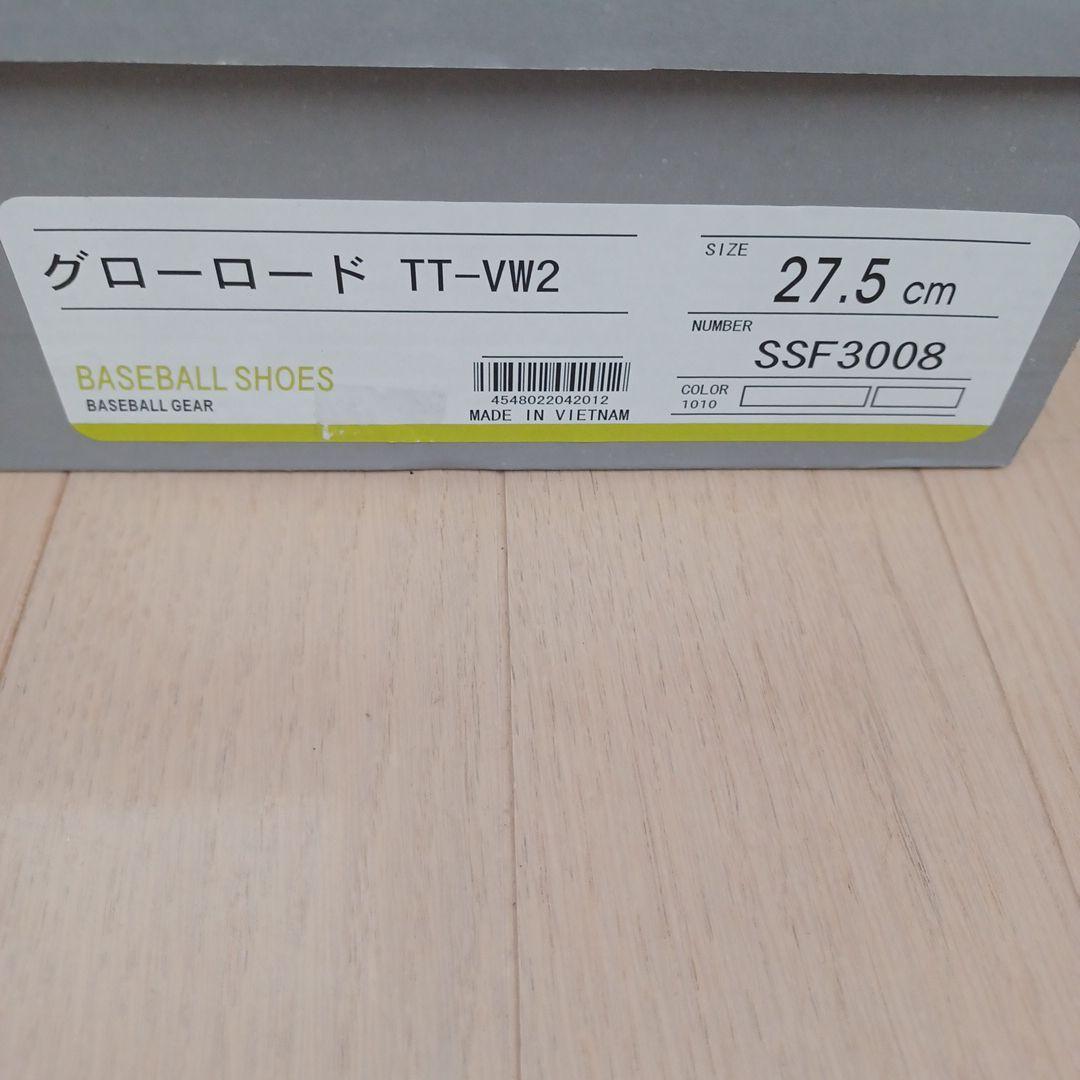 グローロード TT-VW2
BASEBALL SHOES
BASEBALL GEAR
4548022042012
MADE IN VIETNAM
SIZE
27.5 cm
NUMBER
SSF3008
COLOR
1010